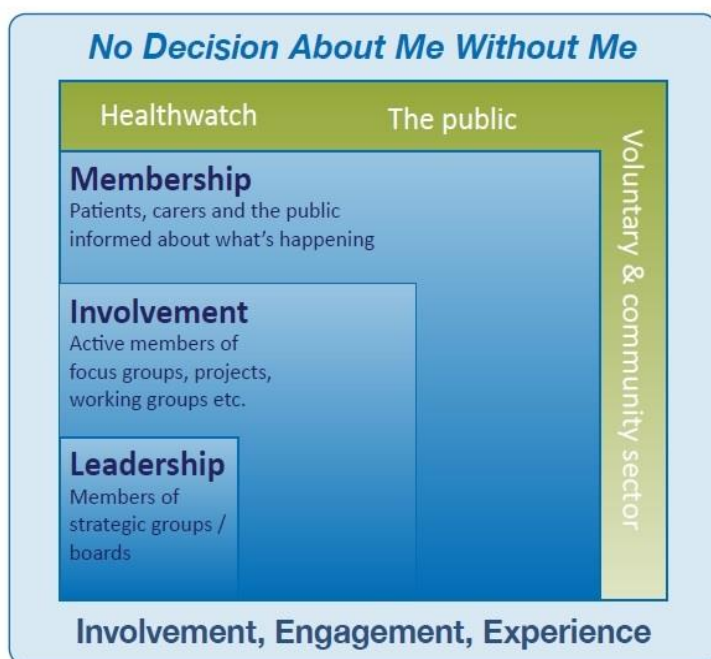 No Decision About Me Without Me
Healthwatch
The public
Voluntary & community sector
Membership
Patients, carers and the public
informed about what's happening
Involvement
Active members of
focus groups, projects,
working groups etc.
Leadership
Members of
strategic groups /
boards
Involvement, Engagement, Experience